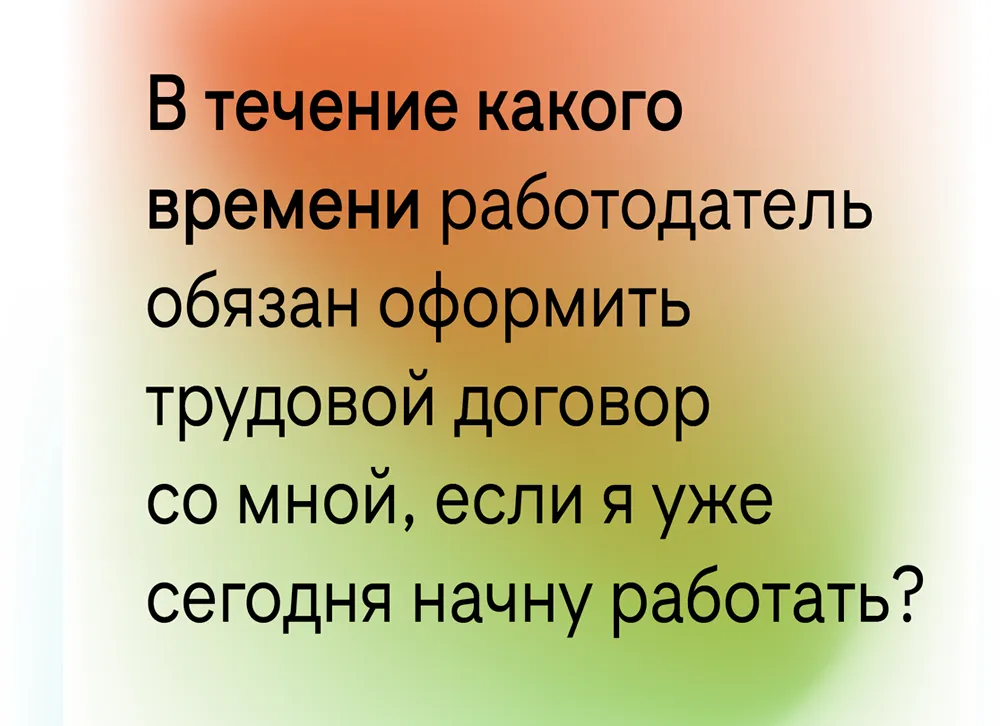 В течение какого
времени работодатель
обязан оформить
трудовой договор
со мной, если я уже
сегодня начну работать?